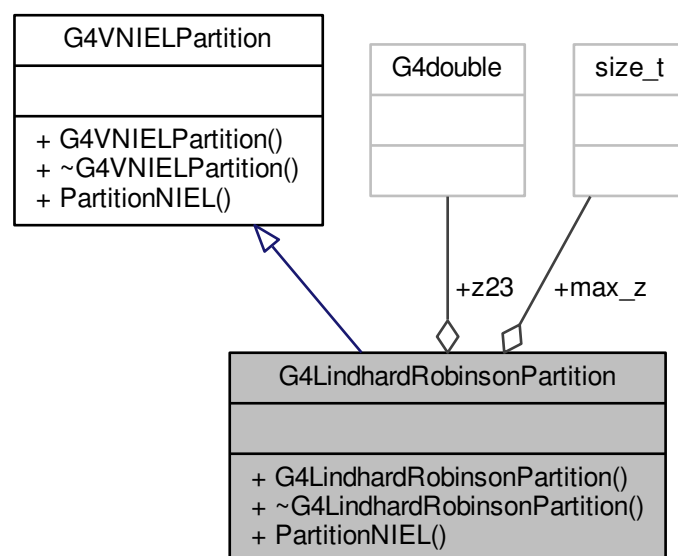 G4VNIELPartition
+ G4VNIELPartition()
+ ~G4VNIELPartition()
+ PartitionNIEL()
G4double
size_t
+z23
+max_z
G4LindhardRobinsonPartition
+ G4LindhardRobinsonPartition()
+ ~G4LindhardRobinsonPartition()
+ PartitionNIEL()